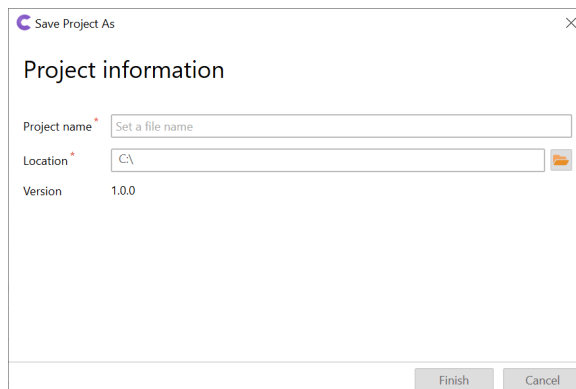 Save Project As
Project information
Project name *
Set a file name
Location *
C:\
Version 1.0.0
Finish Cancel